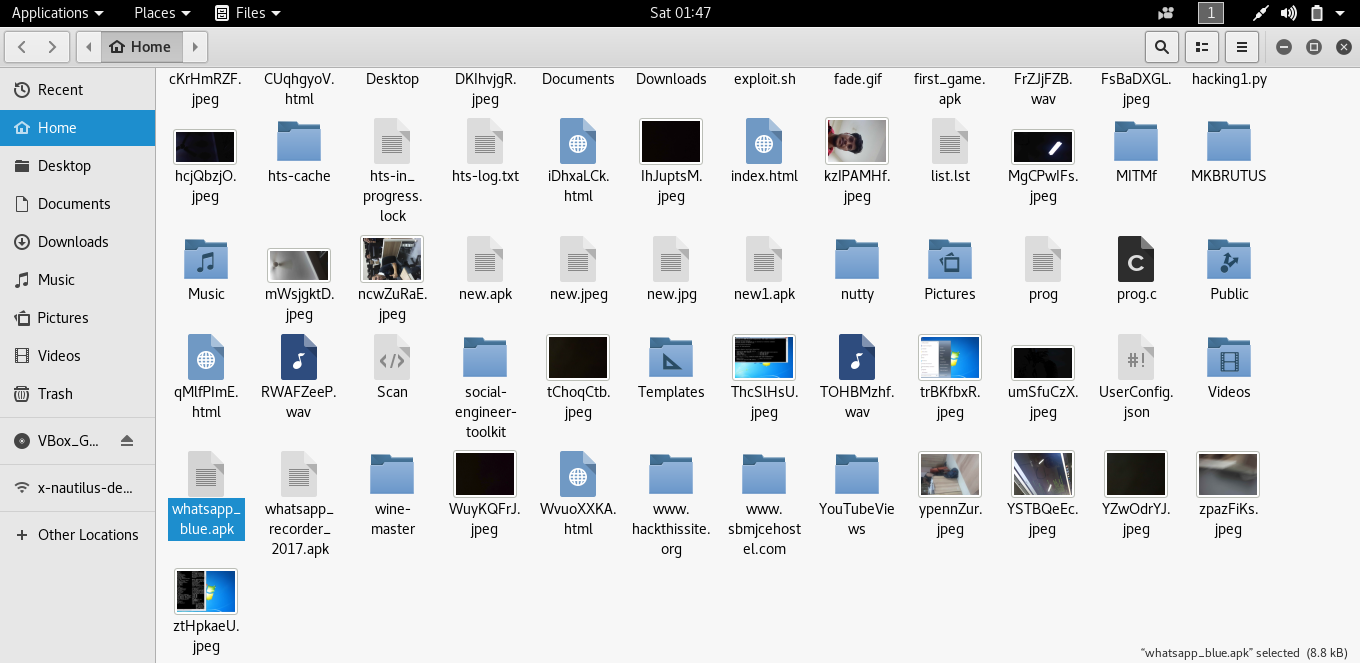 Applications Places Files Sat 01:47 1
Home
Recent
Home
Desktop
Documents
Downloads
Music
Pictures
Videos
Trash
VBox_G...
x-nautilus-de...
Other Locations
cKrHmRZF. CUqhgyoV. Desktop DKIhvjgR. Documents Downloads exploit.sh fade.gif first_game. FrZJjFZB. FsBaDXGL. hacking1.py
jpeg html jpeg apk wav jpeg
hcjQbzjO. hts-cache hts-in_ hts-log.txt iDhxaLCk. IhJuptsM. index.html kzIPAMHf. list.lst MgCPwIFs. MITMf MKBRUTUS
jpeg progress. html jpeg jpeg jpeg
lock
Music mWsjgktD. ncwZuRaE. new.apk new.jpeg new.jpg new1.apk nutty Pictures prog prog.c Public
jpeg jpeg
C
qMlfPImE. RWAFZeeP. Scan social- tChoqCtb. Templates ThcSlHsU. TOHBMzhf. trBKfbxR. umSfuCzX. UserConfig. Videos
html wav engineer- jpeg jpeg wav jpeg jpeg json
toolkit
#!
whatsapp_ whatsapp_ wine- WuyKQFrJ. WvuoXXKA. www. www. YouTubeVie ypennZur. YSTBQeEc. YZwOdrYJ. zpazFiKs.
blue.apk recorder_ master jpeg html hackthissite. sbmjcehost ws jpeg jpeg jpeg jpeg
2017.apk org el.com
ztHpkaeU.
jpeg
"whatsapp_blue.apk" selected (8.8 kB)